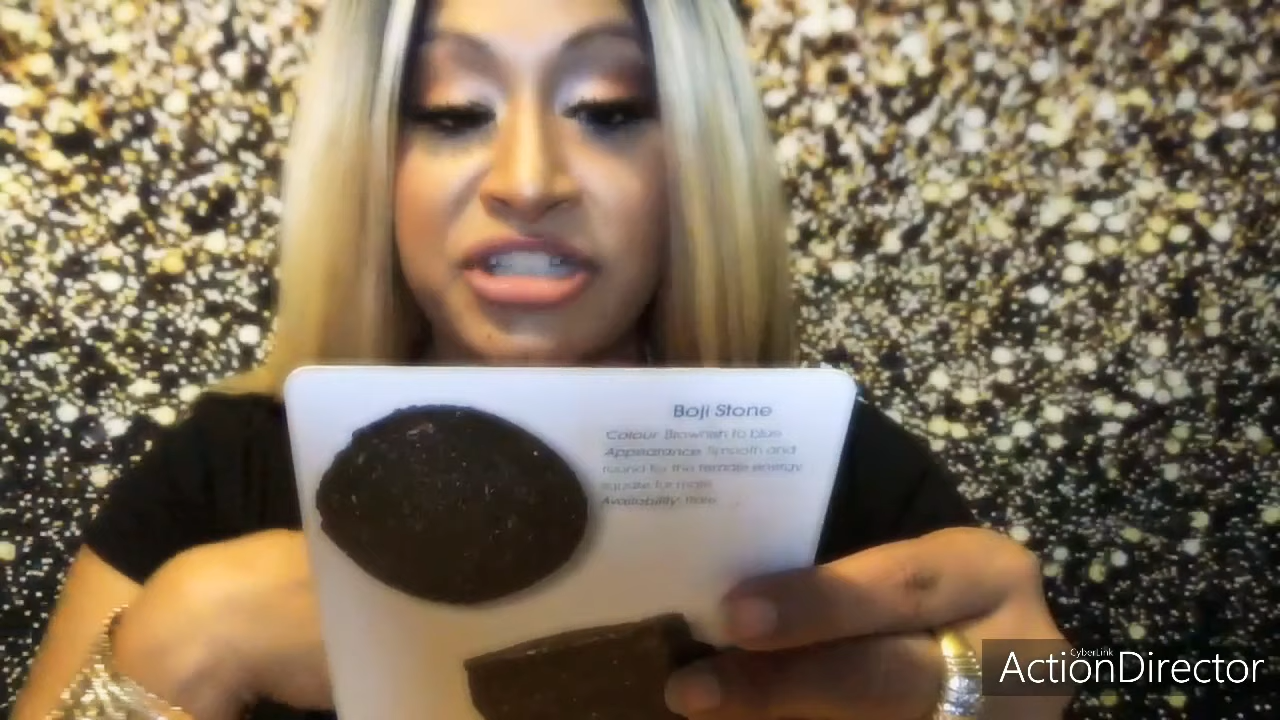 Boji Stone
Colour: Brownish to blue
Appearance: Smooth and
round for the female energy
square for male
Availability: Rare
CyberLink
ActionDirector